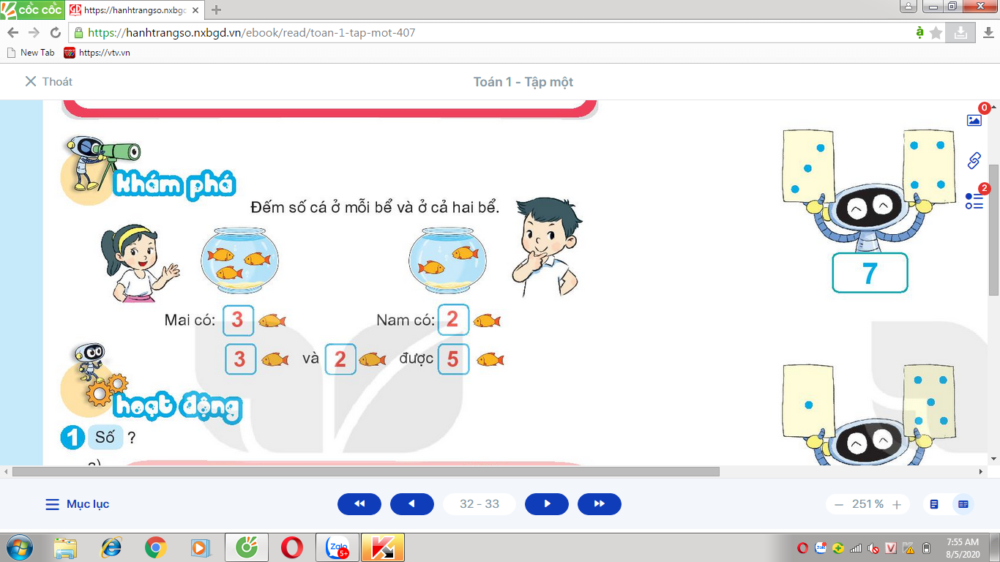 cốc cốc
https://hanhtrangso.nxbgd
https://hanhtrangso.nxbgd.vn/ebook/read/toan-1-tap-mot-407
New Tab
https://vtv.vn
Thoát
Toán 1 - Tập một
khám phá
Đếm số cá ở mỗi bể và ở cả hai bể.
Mai có: 3
Nam có: 2
3 và 2 được 5
hoạt động
1 Số ?
a)
7
0
2
Mục lục
32 - 33
251 %
Zalo
5+
7:55 AM
8/5/2020